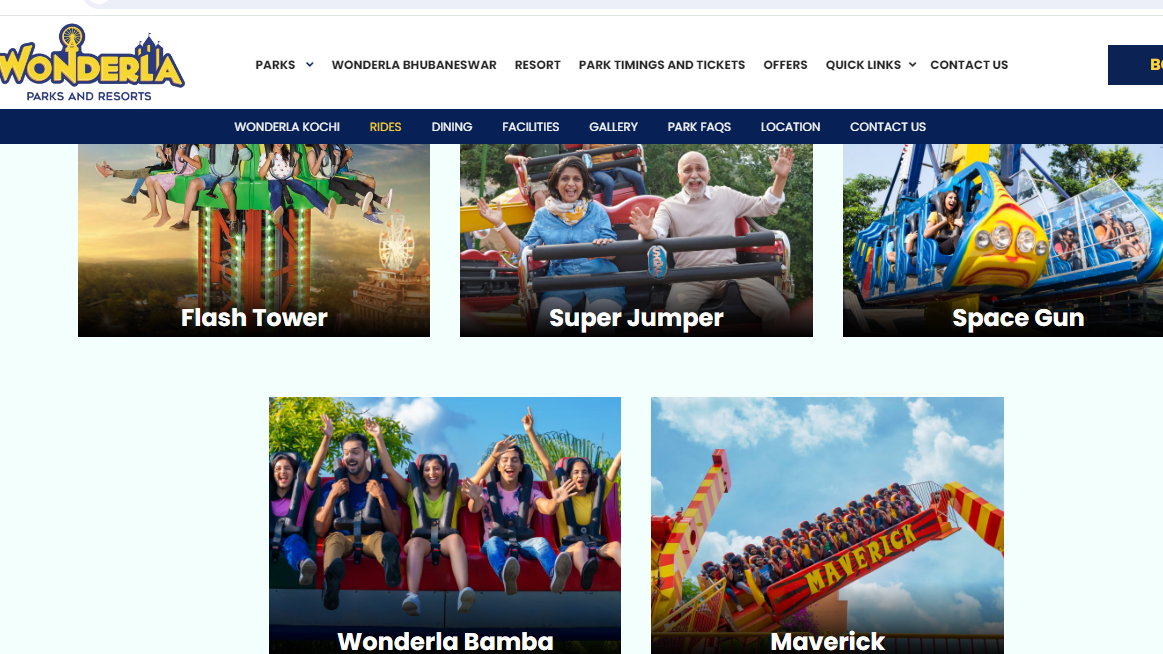 WONDERLA
PARKS AND RESORTS
PARKS WONDERLA BHUBANESWAR RESORT PARK TIMINGS AND TICKETS OFFERS QUICK LINKS CONTACT US
WONDERLA KOCHI RIDES DINING FACILITIES GALLERY PARK FAQS LOCATION CONTACT US
Flash Tower Super Jumper Space Gun
MAVERICK
Wonderla Bamba Maverick